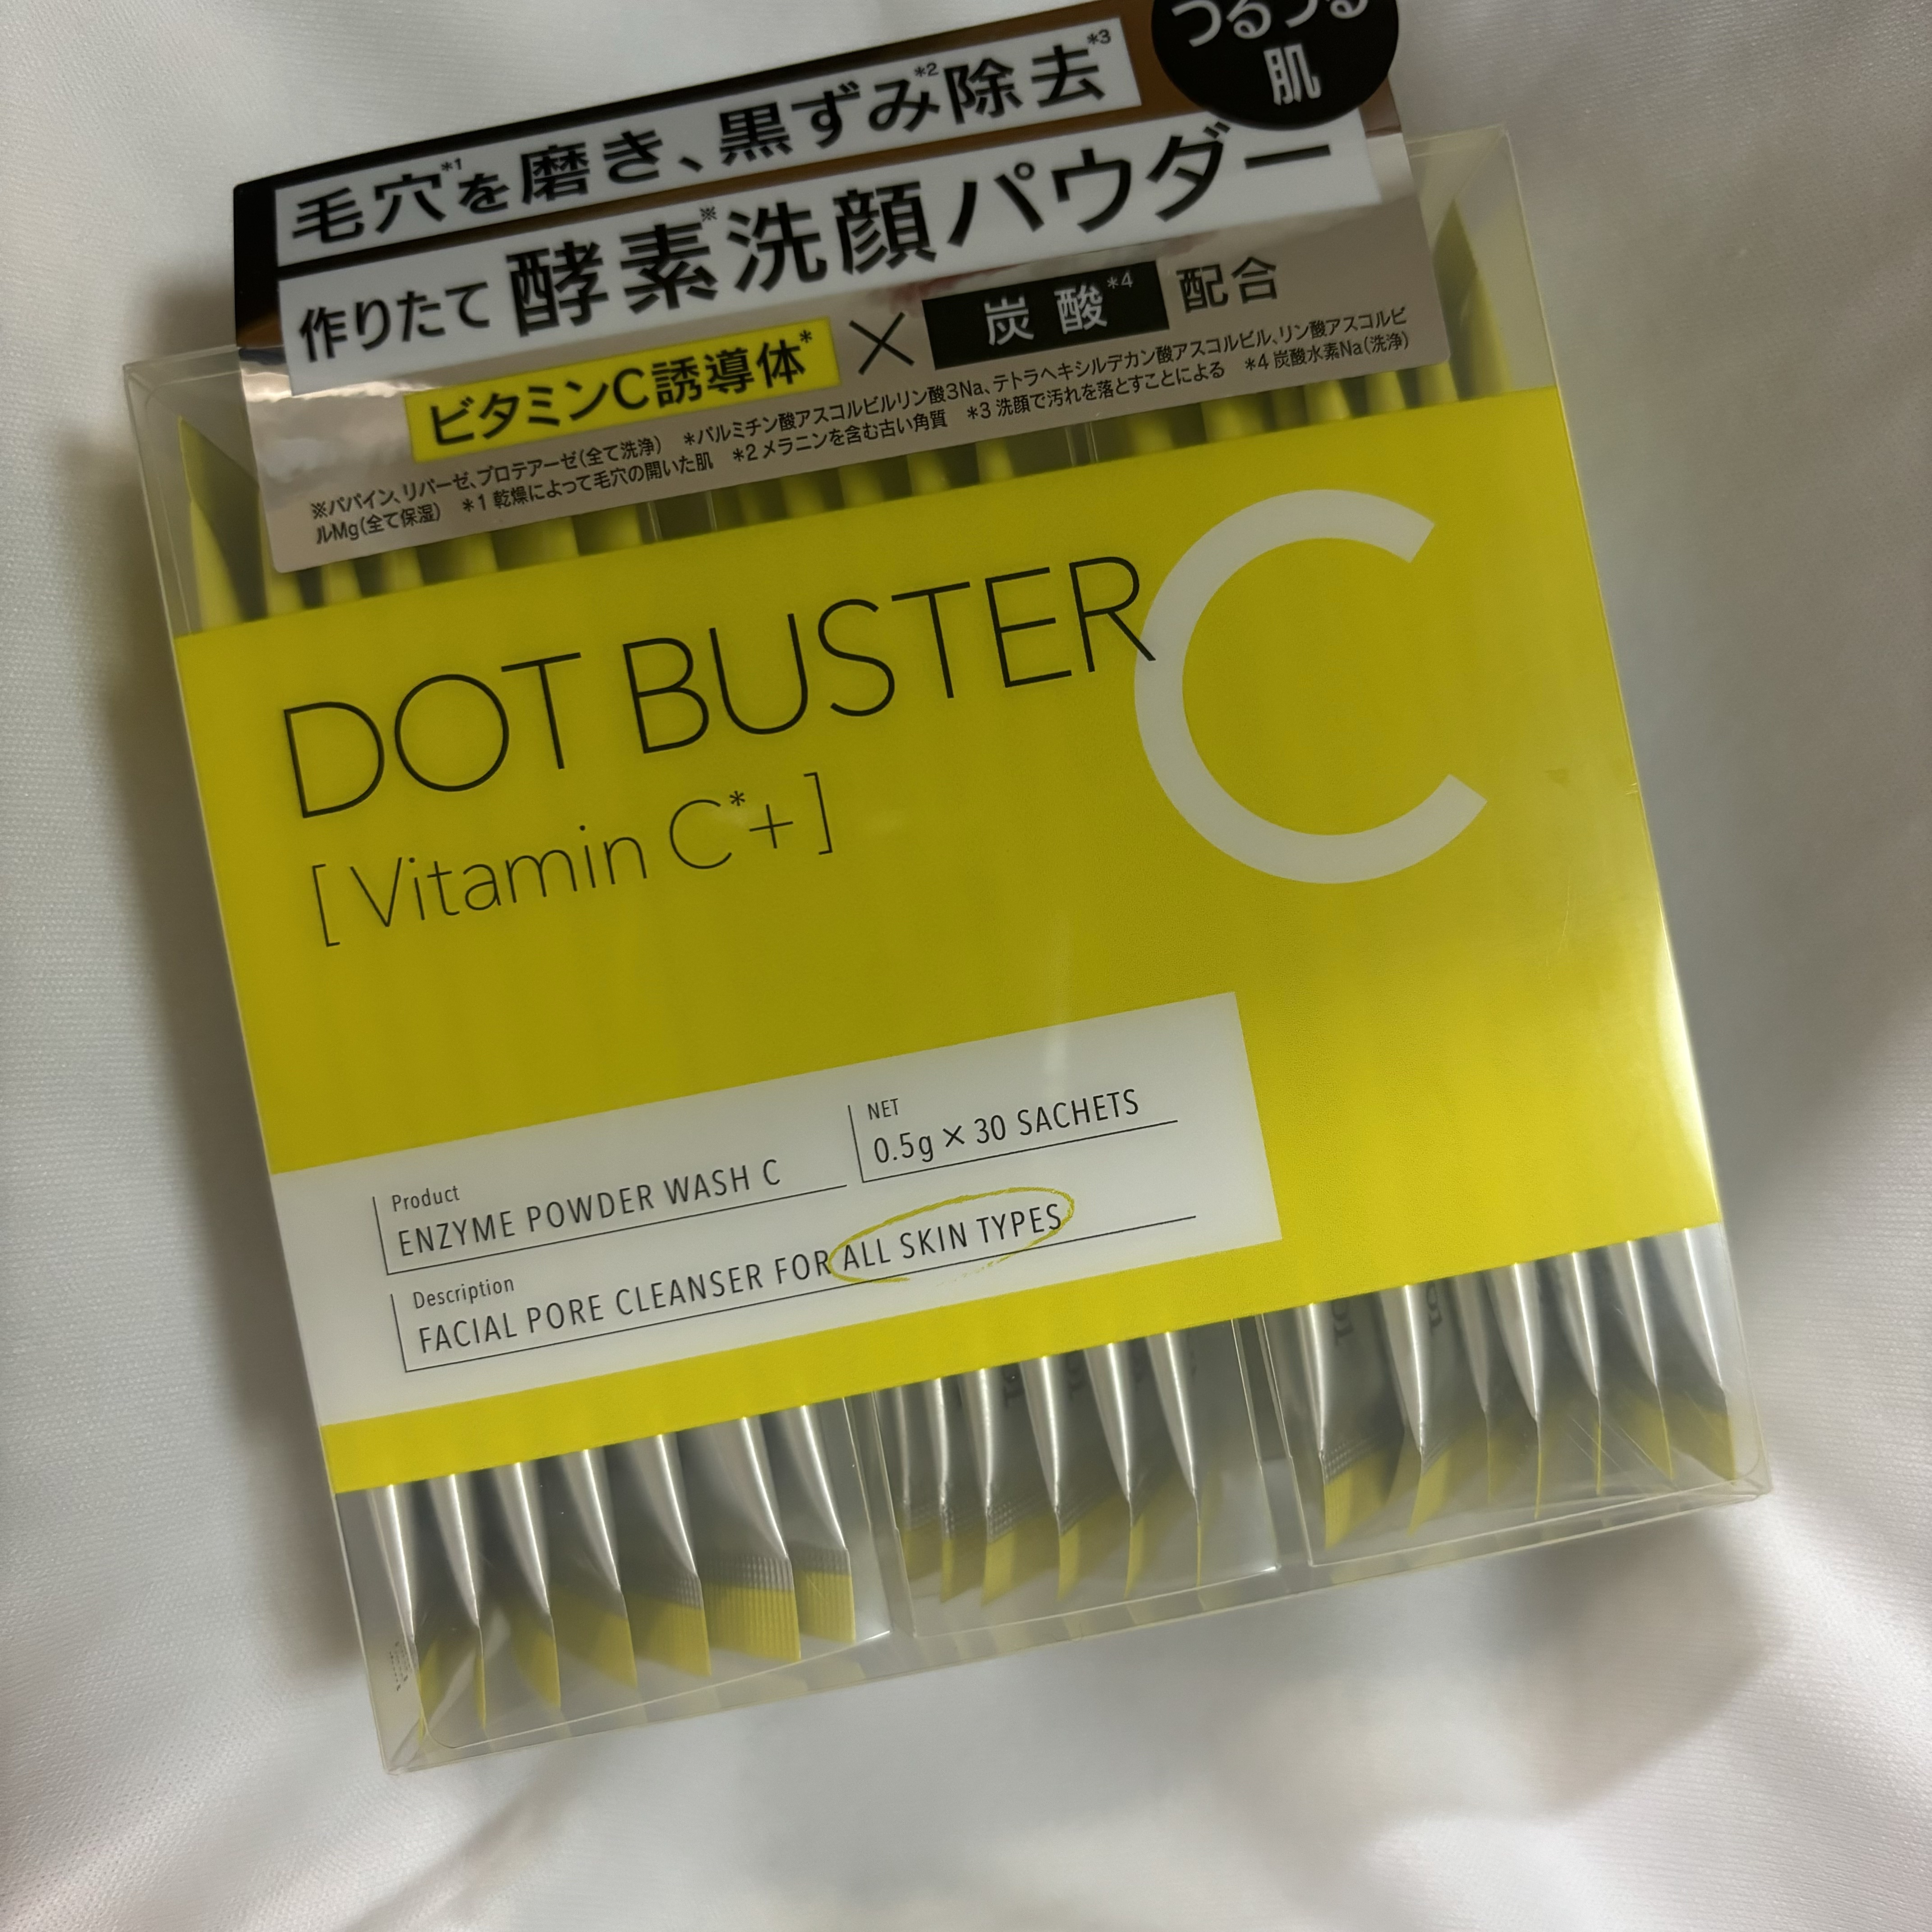 つるつる
肌
毛穴*1を磨き、黒ずみ*2除去*3
作りたて 酵素※洗顔パウダー
ビタミンC誘導体* × 炭酸*4 配合
※パパイン、リパーゼ、プロテアーゼ(全て洗浄) *パルミチン酸アスコルビルリン酸3Na、テトラヘキシルデカン酸アスコルビル、リン酸アスコルビ
ルMg(全て保湿) *1 乾燥によって毛穴の開いた肌 *2 メラニンを含む古い角質 *3 洗顔で汚れを落とすことによる *4 炭酸水素Na(洗浄)
DOT BUSTER C
[ Vitamin C*+ ]
Product
ENZYME POWDER WASH C
NET
0.5g × 30 SACHETS
Description
FACIAL PORE CLEANSER FOR ALL SKIN TYPES